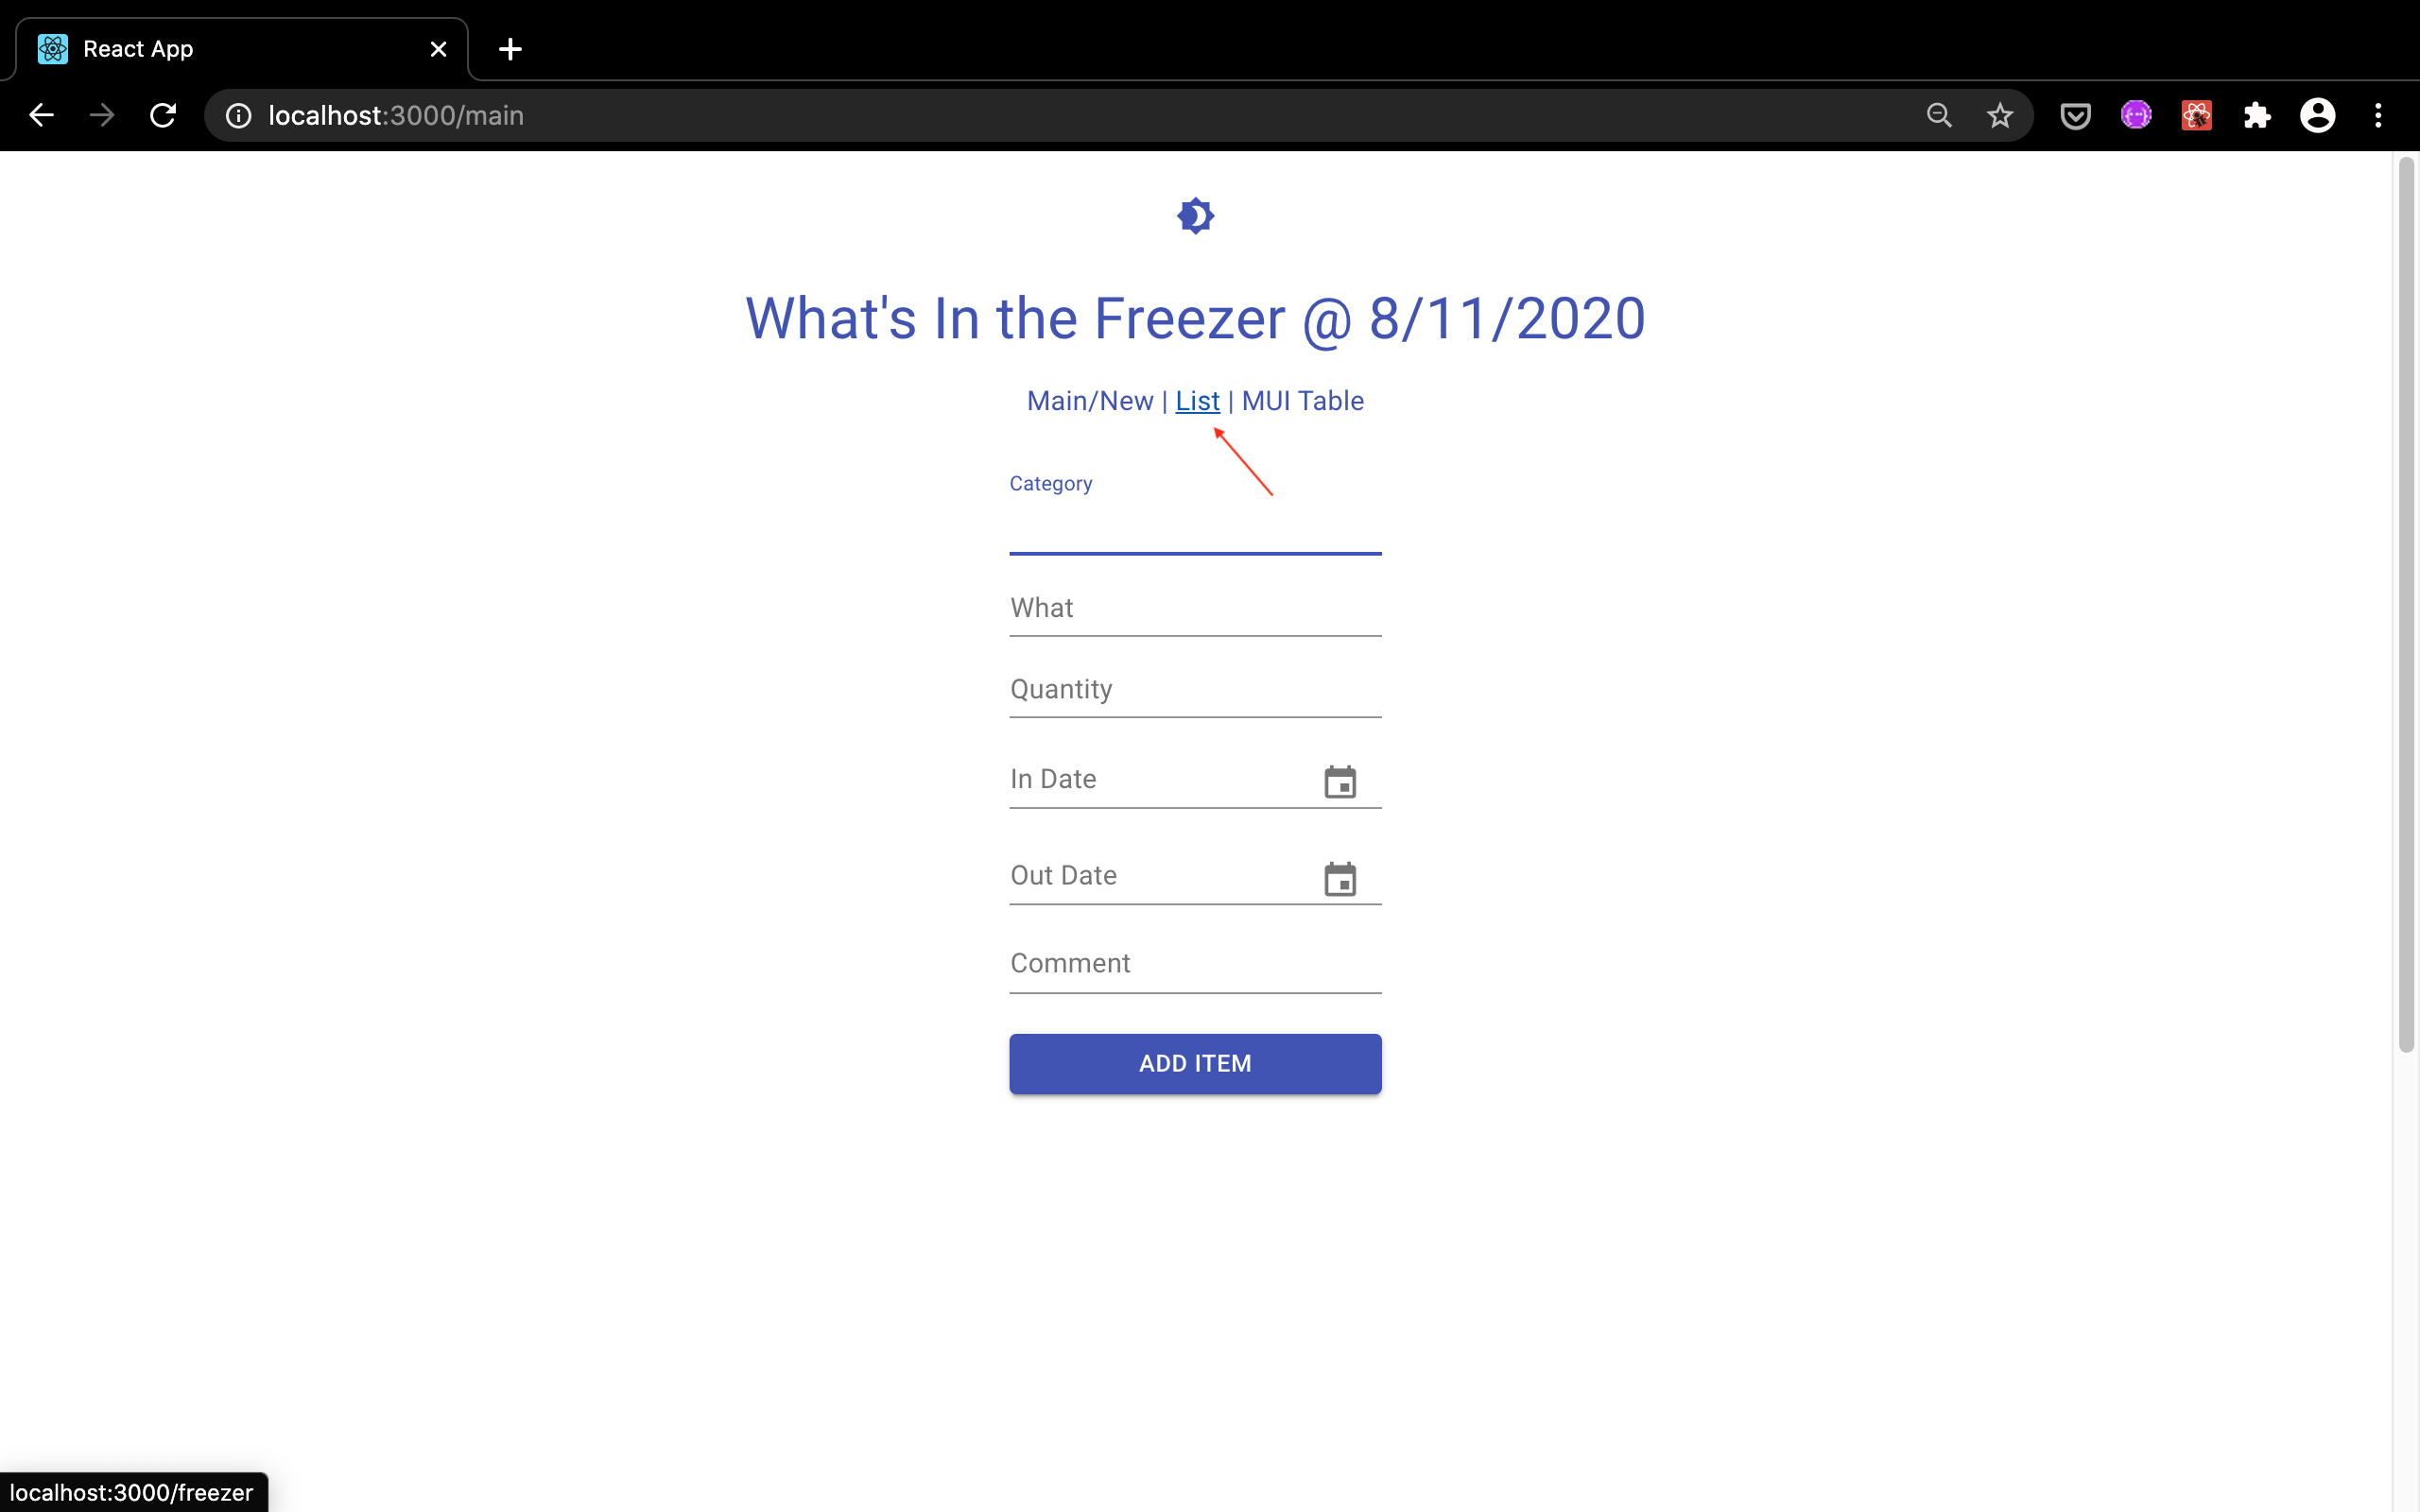 React App
localhost:3000/main
What's In the Freezer @ 8/11/2020
Main/New | List | MUI Table
Category
What
Quantity
In Date
Out Date
Comment
ADD ITEM
localhost:3000/freezer